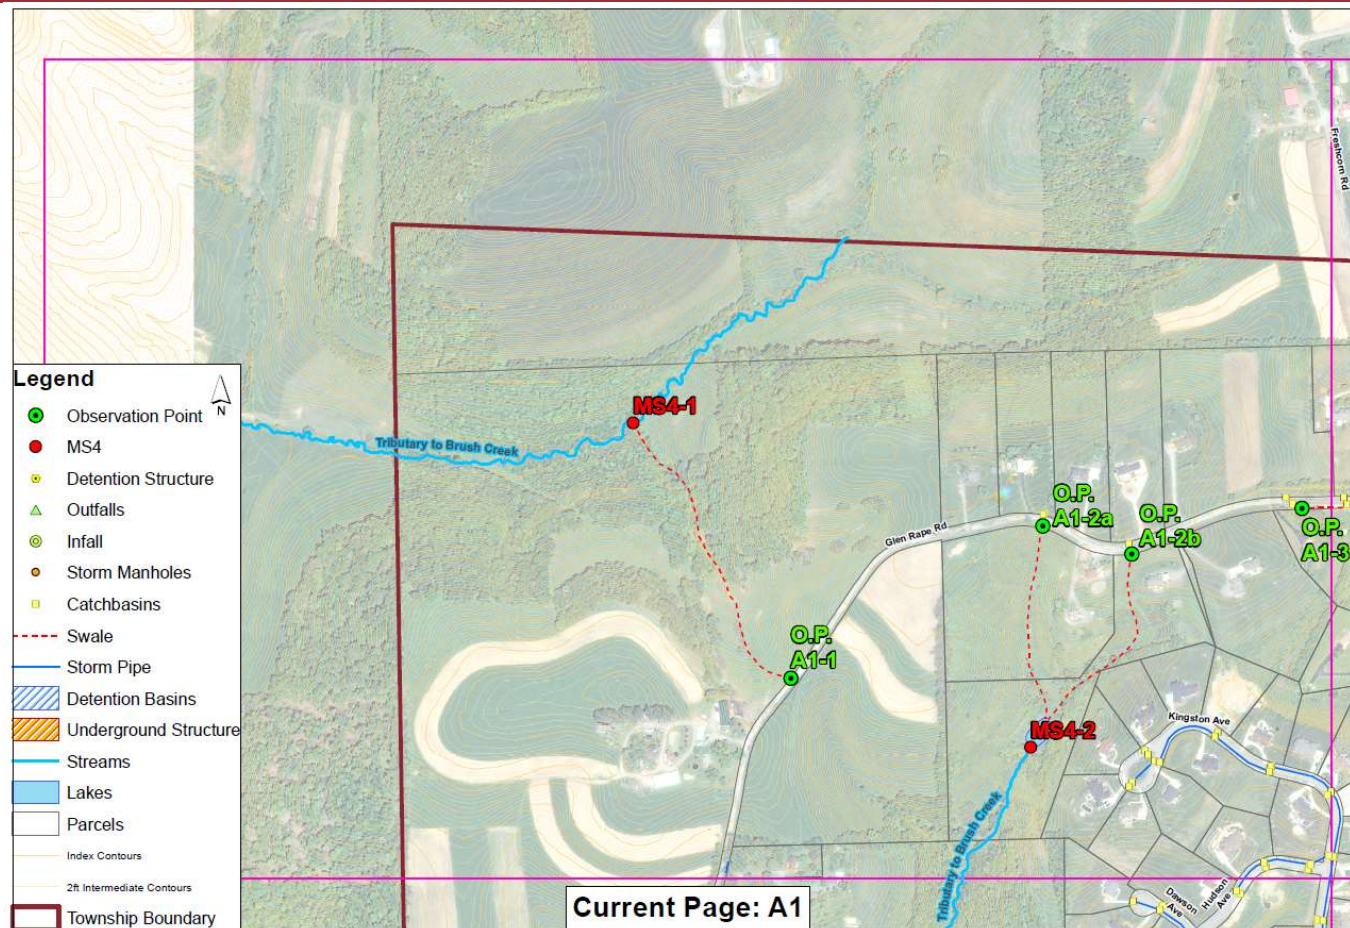 Freshcorn Rd
Legend
N
Observation Point
MS4
Detention Structure
Outfalls
Infall
Storm Manholes
Catchbasins
Swale
Storm Pipe
Detention Basins
Underground Structure
Streams
Lakes
Parcels
Index Contours
2ft Intermediate Contours
Township Boundary
MS4-1
Tributary to Brush Creek
Glen Rape Rd
O.P.
A1-2a
O.P.
A1-2b
O.P.
A1-3
O.P.
A1-1
MS4-2
Kingston Ave
Tributary to Brush Creek
Dawson
Ave
Hudson
Ave
Current Page: A1